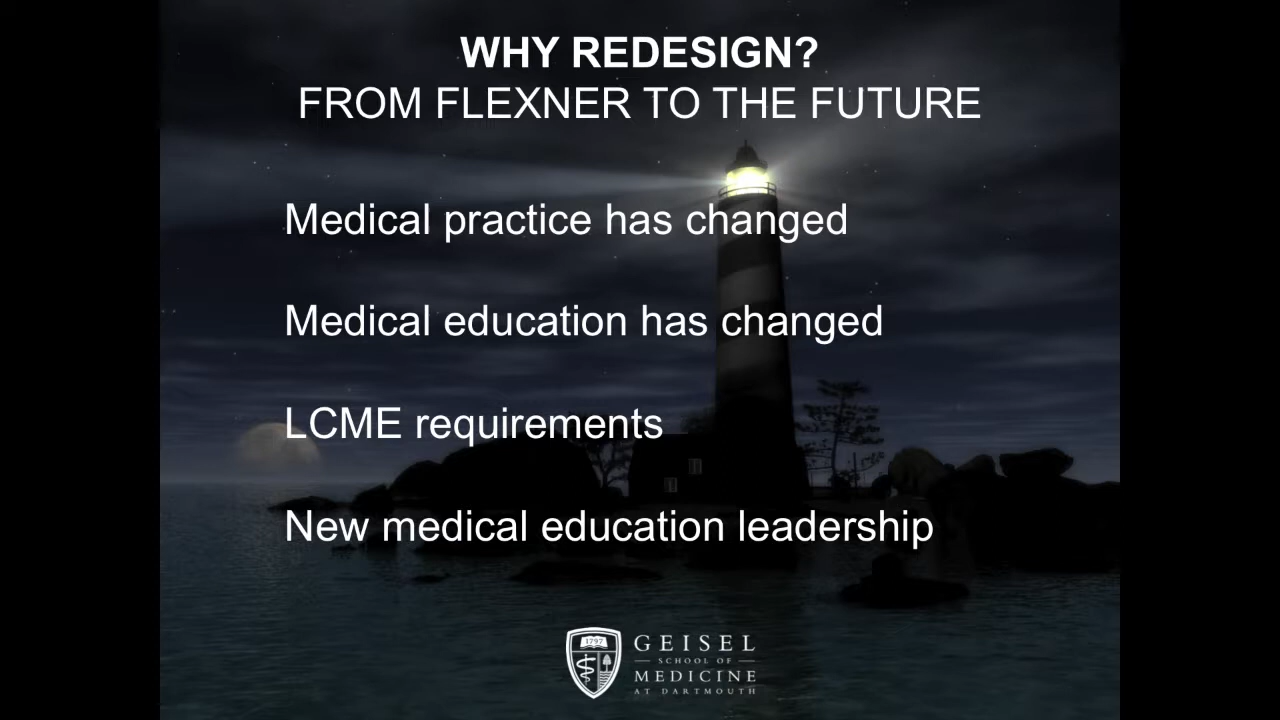 WHY REDESIGN?
FROM FLEXNER TO THE FUTURE
Medical practice has changed
Medical education has changed
LCME requirements
New medical education leadership
1797
GEISEL
SCHOOL OF
MEDICINE
AT DARTMOUTH